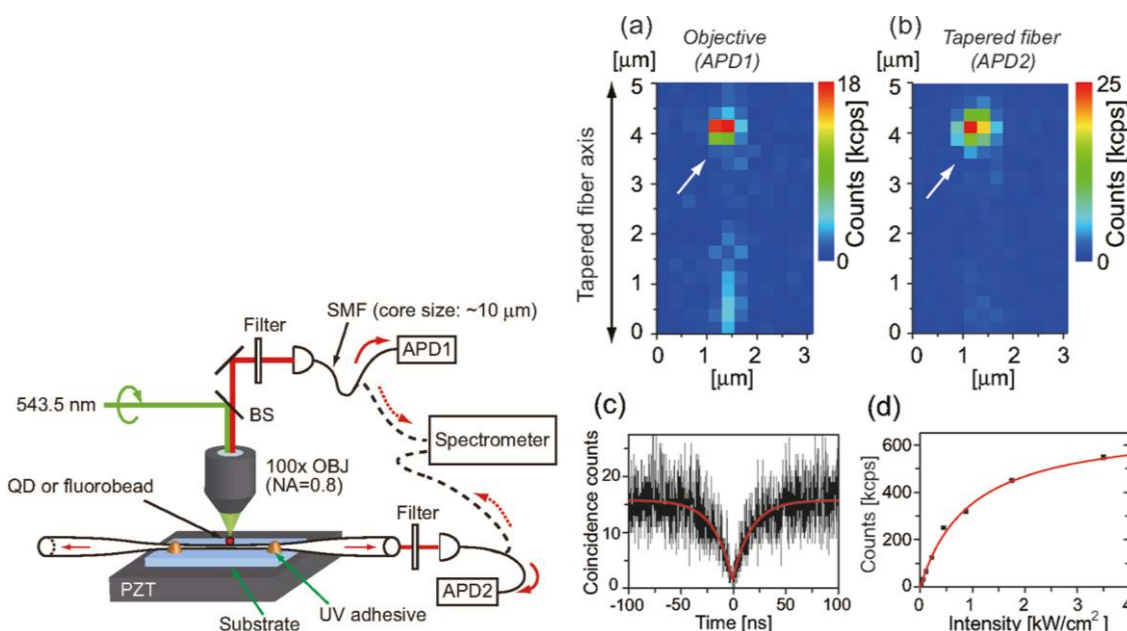 SMF (core size: ~10 μm)
Filter
APD1
543.5 nm
BS
Spectrometer
100x OBJ
(NA=0.8)
QD or fluorobead
Filter
PZT
APD2
UV adhesive
Substrate
(a)
Objective
(APD1)
[μm]
5
4
3
2
1
0
0 1 2 3
[μm]
Tapered fiber axis
18
0
Counts [kcps]
(b)
Tapered fiber
(APD2)
[μm]
5
4
3
2
1
0
0 1 2 3
[μm]
25
0
Counts [kcps]
(c)
Coincidence counts
20
10
0
-100 -50 0 50 100
Time [ns]
(d)
Counts [kcps]
600
500
400
300
200
100
0
0 1 2 3 4
Intensity [kW/cm²]